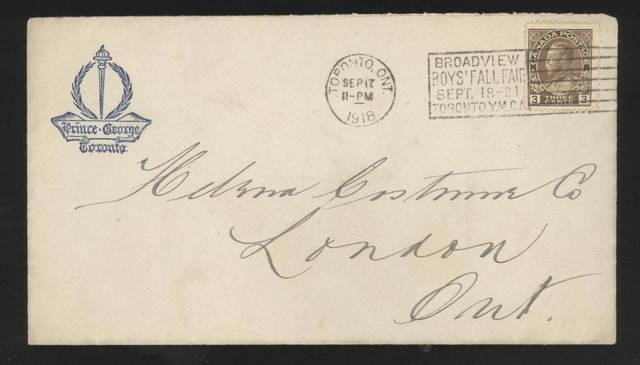 Prince · George
Toronto
TORONTO, ONT.
SEP 17
11-PM
1918
BROADVIEW
BOYS' FALL FAIR
SEPT. 18-21
TORONTO Y.M.C.A.
CANADA POSTAGE
3 THREE CENTS 3
Helena Costume Co
London
Ont.